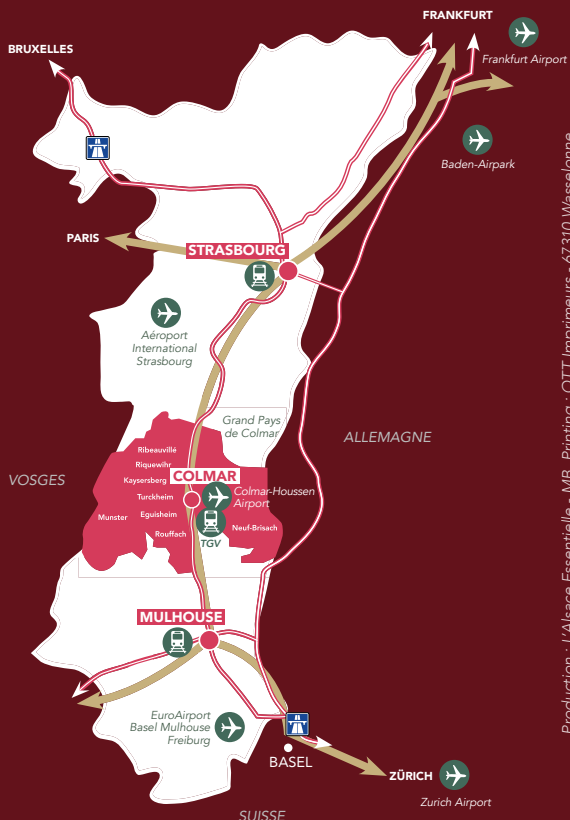 FRANKFURT
Frankfurt Airport
BRUXELLES
Baden-Airpark
PARIS
STRASBOURG
Aéroport
International
Strasbourg
Grand Pays
de Colmar
ALLEMAGNE
VOSGES
Ribeauvillé
Riquewihr
Kaysersberg
COLMAR
Turckheim
Colmar-Houssen
Airport
Munster
Eguisheim
Neuf-Brisach
Rouffach
TGV
MULHOUSE
EuroAirport
Basel Mulhouse
Freiburg
BASEL
ZÜRICH
Zurich Airport
SUISSE
Production : L'Alsace Essentielle - MB Printing : OTT Imprimeurs - 67310 Wasselonne